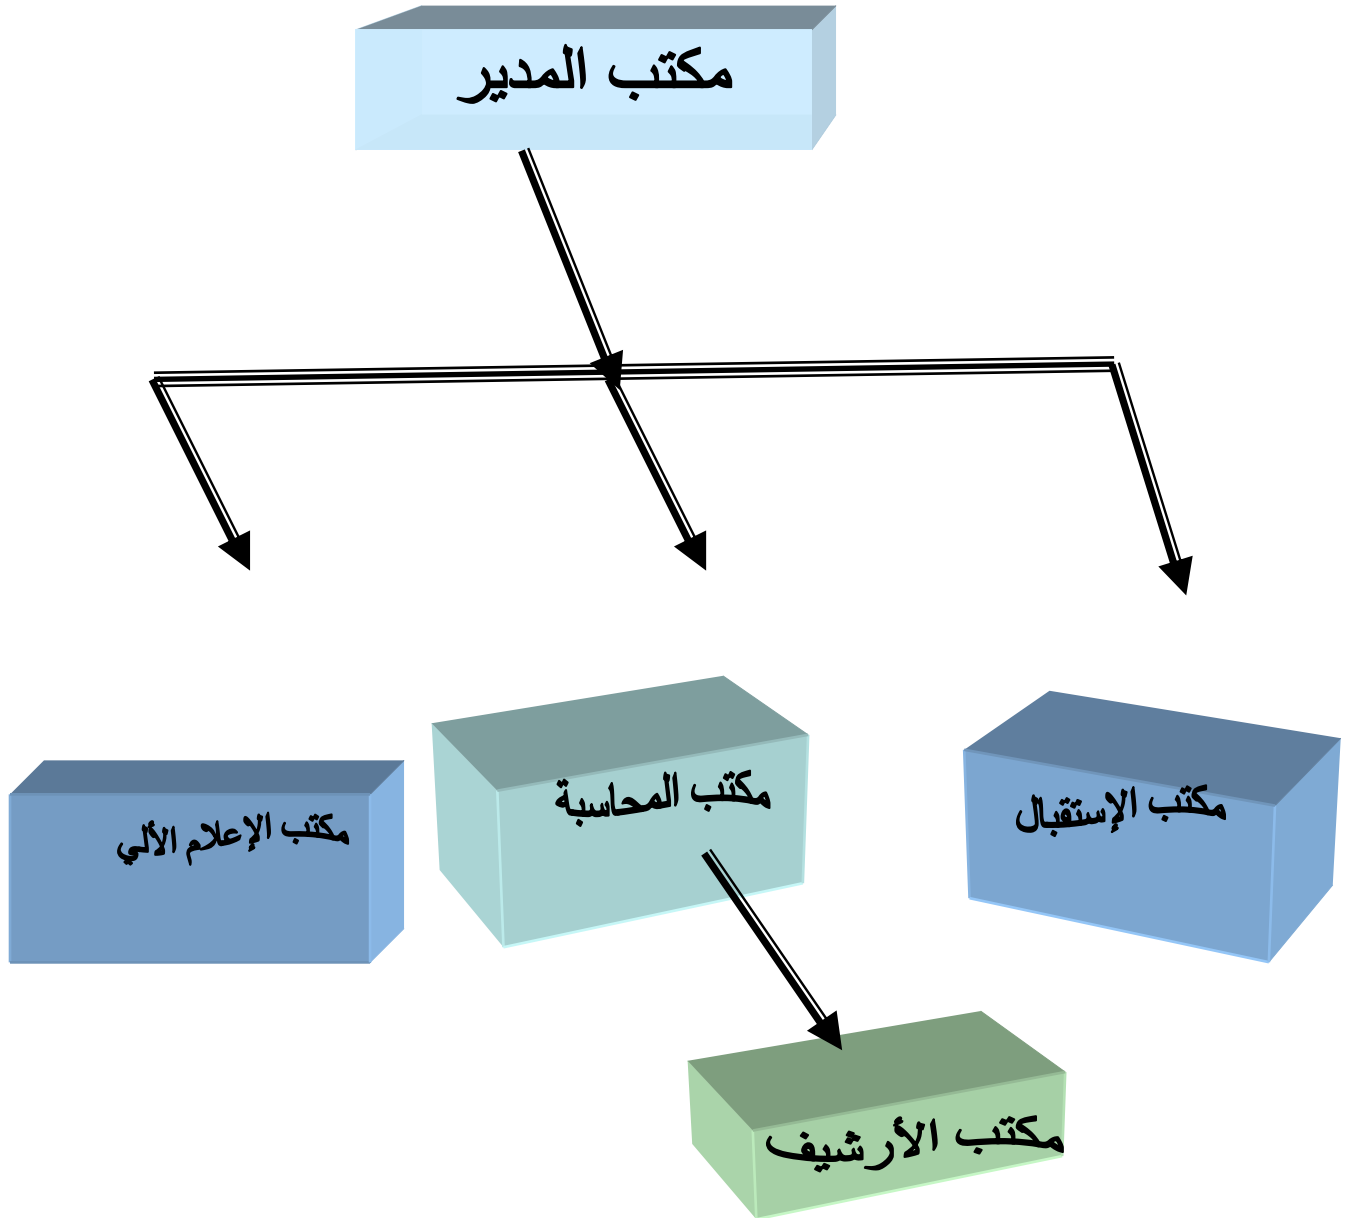 مكتب المدير
مكتب الإستقبال
مكتب المحاسبة
مكتب الإعلام الألي
مكتب الأرشيف